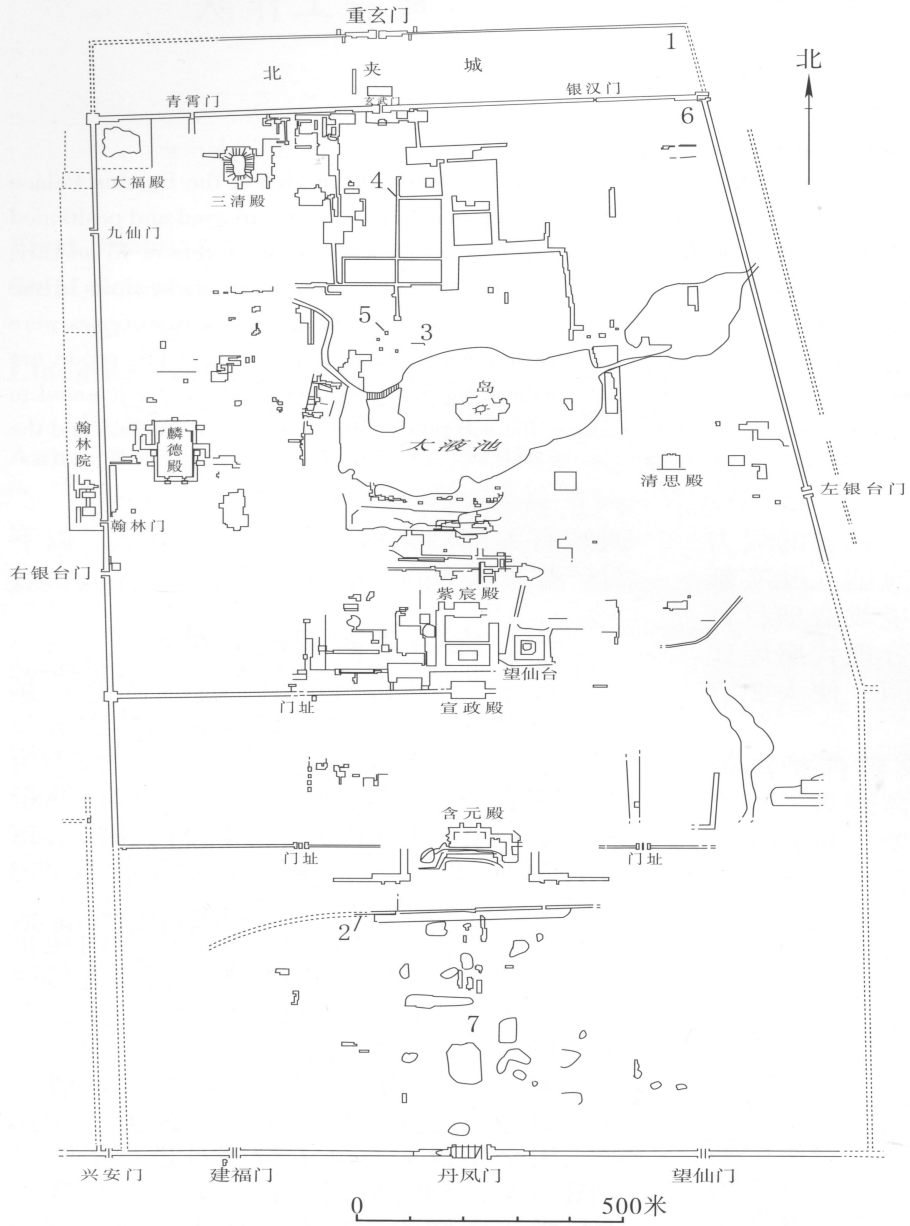 重玄门
1
北夹城
北
青霄门
玄武门
银汉门
6
大福殿
三清殿
4
九仙门
5
3
岛
太液池
翰林院
麟德殿
清思殿
左银台门
翰林门
右银台门
紫宸殿
望仙台
门址
宣政殿
含元殿
门址
门址
2
7
兴安门
建福门
丹凤门
望仙门
0
500米